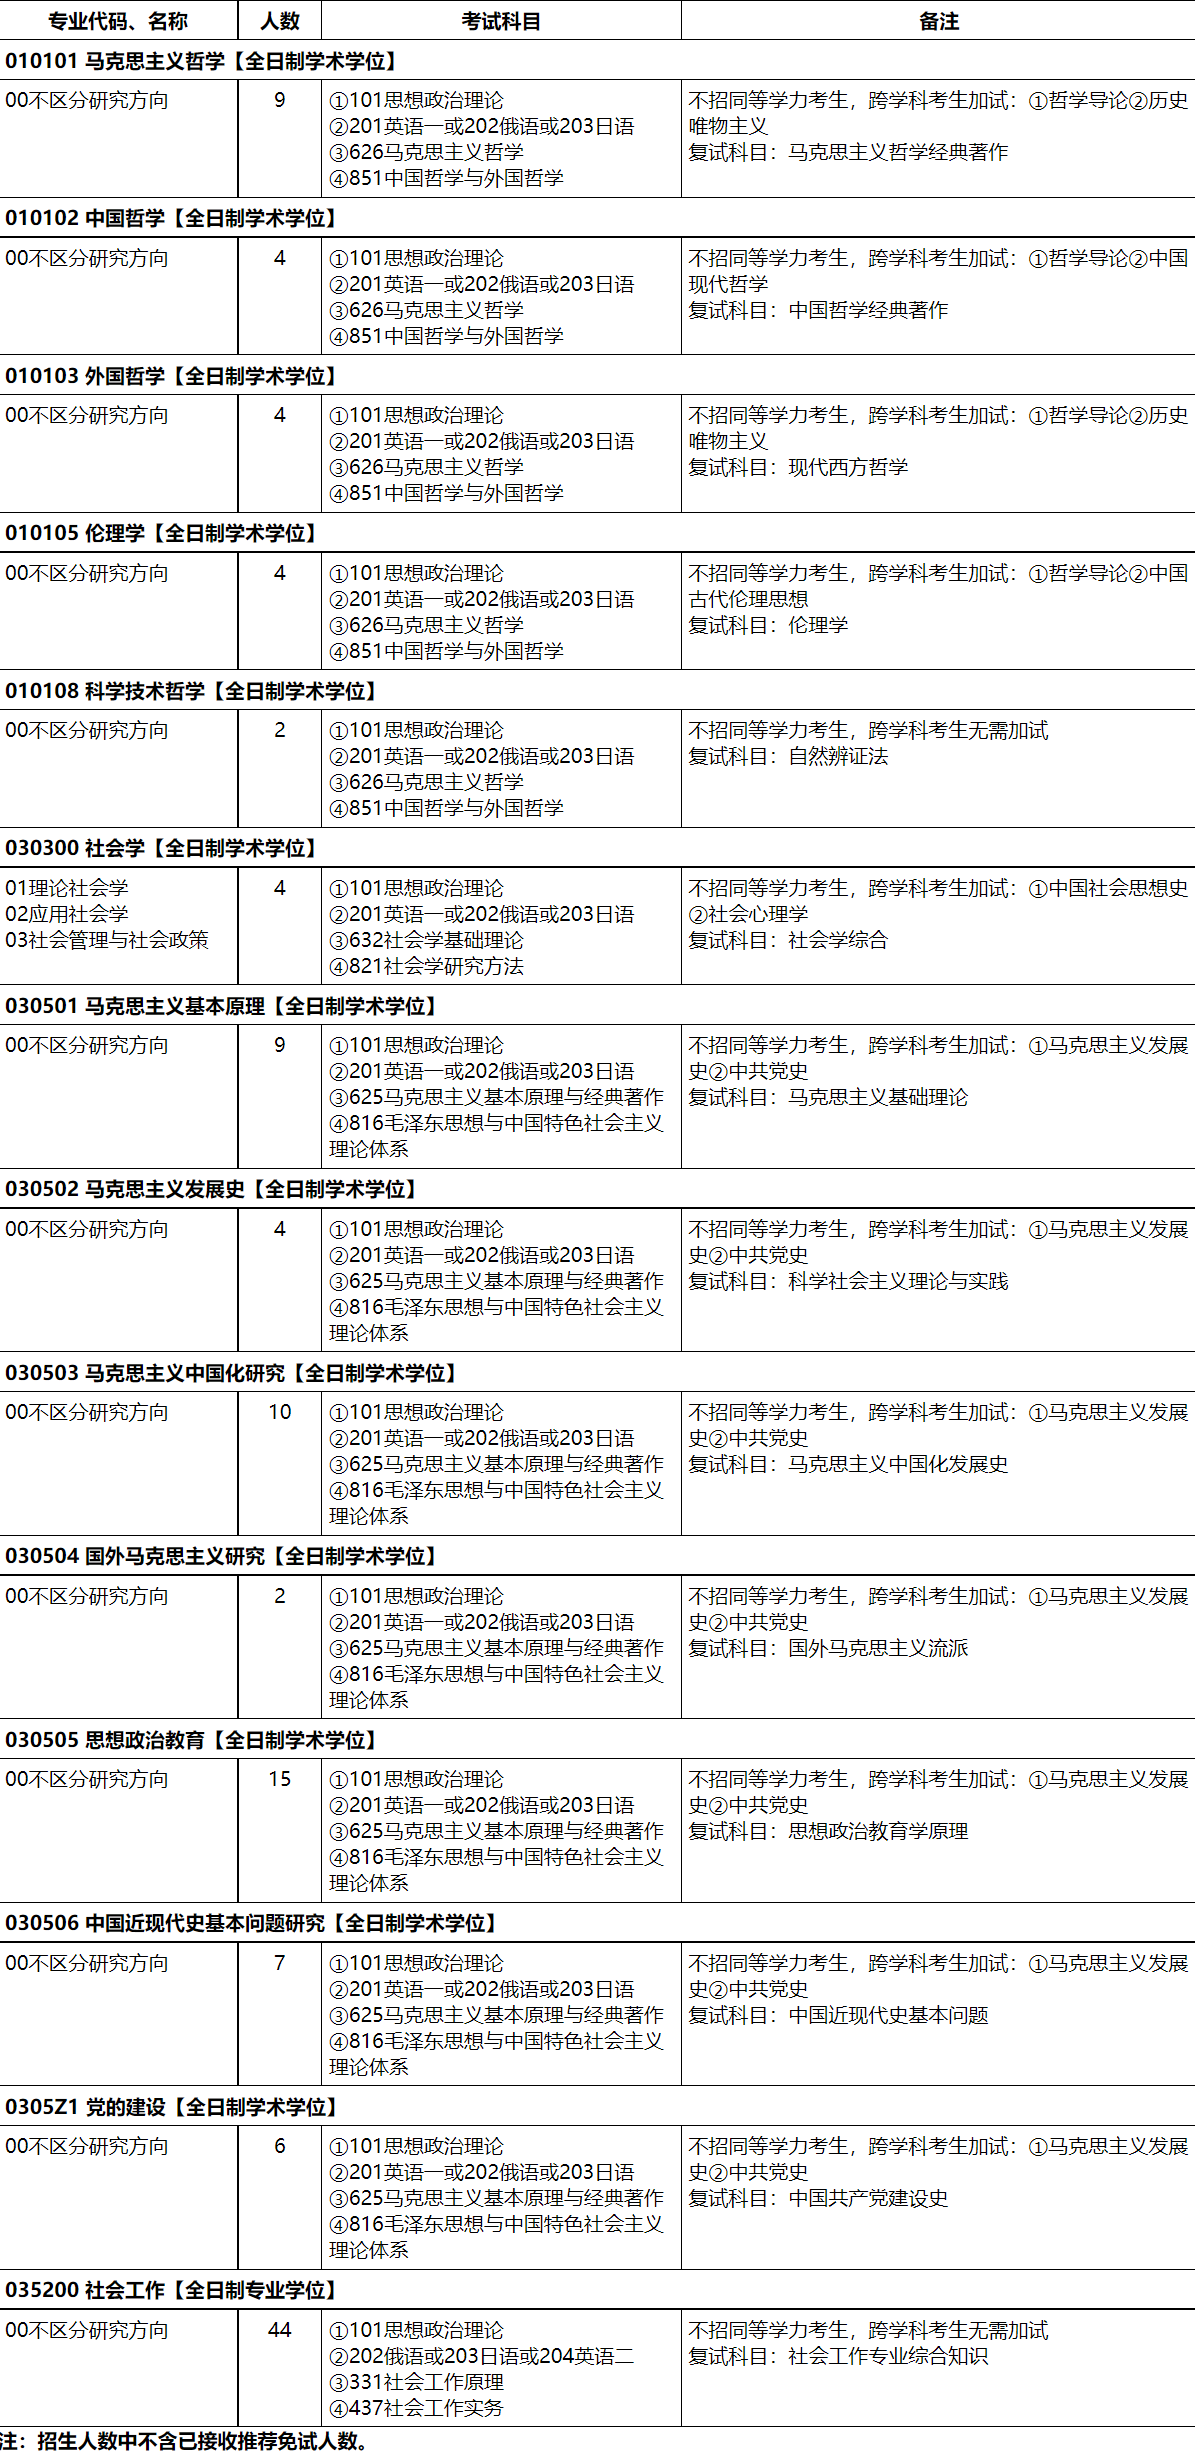 专业代码、名称 人数 考试科目 备注
010101 马克思主义哲学【全日制学术学位】
00不区分研究方向 9 ①101思想政治理论 不招同等学力考生，跨学科考生加试：①哲学导论②历史
②201英语一或202俄语或203日语 唯物主义
③626马克思主义哲学 复试科目：马克思主义哲学经典著作
④851中国哲学与外国哲学
010102 中国哲学【全日制学术学位】
00不区分研究方向 4 ①101思想政治理论 不招同等学力考生，跨学科考生加试：①哲学导论②中国
②201英语一或202俄语或203日语 现代哲学
③626马克思主义哲学 复试科目：中国哲学经典著作
④851中国哲学与外国哲学
010103 外国哲学【全日制学术学位】
00不区分研究方向 4 ①101思想政治理论 不招同等学力考生，跨学科考生加试：①哲学导论②历史
②201英语一或202俄语或203日语 唯物主义
③626马克思主义哲学 复试科目：现代西方哲学
④851中国哲学与外国哲学
010105 伦理学【全日制学术学位】
00不区分研究方向 4 ①101思想政治理论 不招同等学力考生，跨学科考生加试：①哲学导论②中国
②201英语一或202俄语或203日语 古代伦理思想
③626马克思主义哲学 复试科目：伦理学
④851中国哲学与外国哲学
010108 科学技术哲学【全日制学术学位】
00不区分研究方向 2 ①101思想政治理论 不招同等学力考生，跨学科考生无需加试
②201英语一或202俄语或203日语 复试科目：自然辨证法
③626马克思主义哲学
④851中国哲学与外国哲学
030300 社会学【全日制学术学位】
01理论社会学 4 ①101思想政治理论 不招同等学力考生，跨学科考生加试：①中国社会思想史
02应用社会学 ②201英语一或202俄语或203日语 ②社会心理学
03社会管理与社会政策 ③632社会学基础理论 复试科目：社会学综合
④821社会学研究方法
030501 马克思主义基本原理【全日制学术学位】
00不区分研究方向 9 ①101思想政治理论 不招同等学力考生，跨学科考生加试：①马克思主义发展
②201英语一或202俄语或203日语 史②中共党史
③625马克思主义基本原理与经典著作 复试科目：马克思主义基础理论
④816毛泽东思想与中国特色社会主义
理论体系
030502 马克思主义发展史【全日制学术学位】
00不区分研究方向 4 ①101思想政治理论 不招同等学力考生，跨学科考生加试：①马克思主义发展
②201英语一或202俄语或203日语 史②中共党史
③625马克思主义基本原理与经典著作 复试科目：科学社会主义理论与实践
④816毛泽东思想与中国特色社会主义
理论体系
030503 马克思主义中国化研究【全日制学术学位】
00不区分研究方向 10 ①101思想政治理论 不招同等学力考生，跨学科考生加试：①马克思主义发展
②201英语一或202俄语或203日语 史②中共党史
③625马克思主义基本原理与经典著作 复试科目：马克思主义中国化发展史
④816毛泽东思想与中国特色社会主义
理论体系
030504 国外马克思主义研究【全日制学术学位】
00不区分研究方向 2 ①101思想政治理论 不招同等学力考生，跨学科考生加试：①马克思主义发展
②201英语一或202俄语或203日语 史②中共党史
③625马克思主义基本原理与经典著作 复试科目：国外马克思主义流派
④816毛泽东思想与中国特色社会主义
理论体系
030505 思想政治教育【全日制学术学位】
00不区分研究方向 15 ①101思想政治理论 不招同等学力考生，跨学科考生加试：①马克思主义发展
②201英语一或202俄语或203日语 史②中共党史
③625马克思主义基本原理与经典著作 复试科目：思想政治教育学原理
④816毛泽东思想与中国特色社会主义
理论体系
030506 中国近现代史基本问题研究【全日制学术学位】
00不区分研究方向 7 ①101思想政治理论 不招同等学力考生，跨学科考生加试：①马克思主义发展
②201英语一或202俄语或203日语 史②中共党史
③625马克思主义基本原理与经典著作 复试科目：中国近现代史基本问题
④816毛泽东思想与中国特色社会主义
理论体系
0305Z1 党的建设【全日制学术学位】
00不区分研究方向 6 ①101思想政治理论 不招同等学力考生，跨学科考生加试：①马克思主义发展
②201英语一或202俄语或203日语 史②中共党史
③625马克思主义基本原理与经典著作 复试科目：中国共产党建设史
④816毛泽东思想与中国特色社会主义
理论体系
035200 社会工作【全日制专业学位】
00不区分研究方向 44 ①101思想政治理论 不招同等学力考生，跨学科考生无需加试
②202俄语或203日语或204英语二 复试科目：社会工作专业综合知识
③331社会工作原理
④437社会工作实务
注：招生人数中不含已接收推荐免试人数。